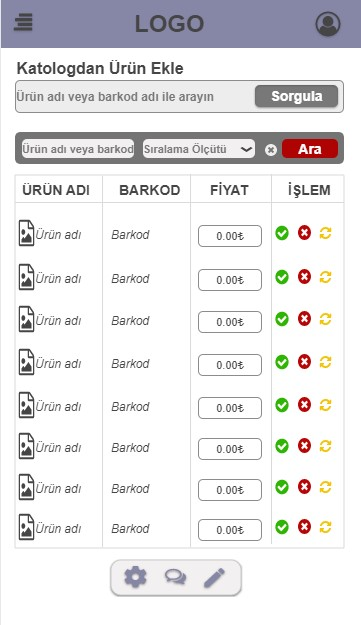 LOGO
Katologdan Ürün Ekle
Ürün adı veya barkod adı ile arayın Sorgula
Ürün adı veya barkod Sıralama Ölçütü Ara
ÜRÜN ADI BARKOD FİYAT İŞLEM
Ürün adı Barkod 0.00₺
Ürün adı Barkod 0.00₺
Ürün adı Barkod 0.00₺
Ürün adı Barkod 0.00₺
Ürün adı Barkod 0.00₺
Ürün adı Barkod 0.00₺
Ürün adı Barkod 0.00₺
Ürün adı Barkod 0.00₺